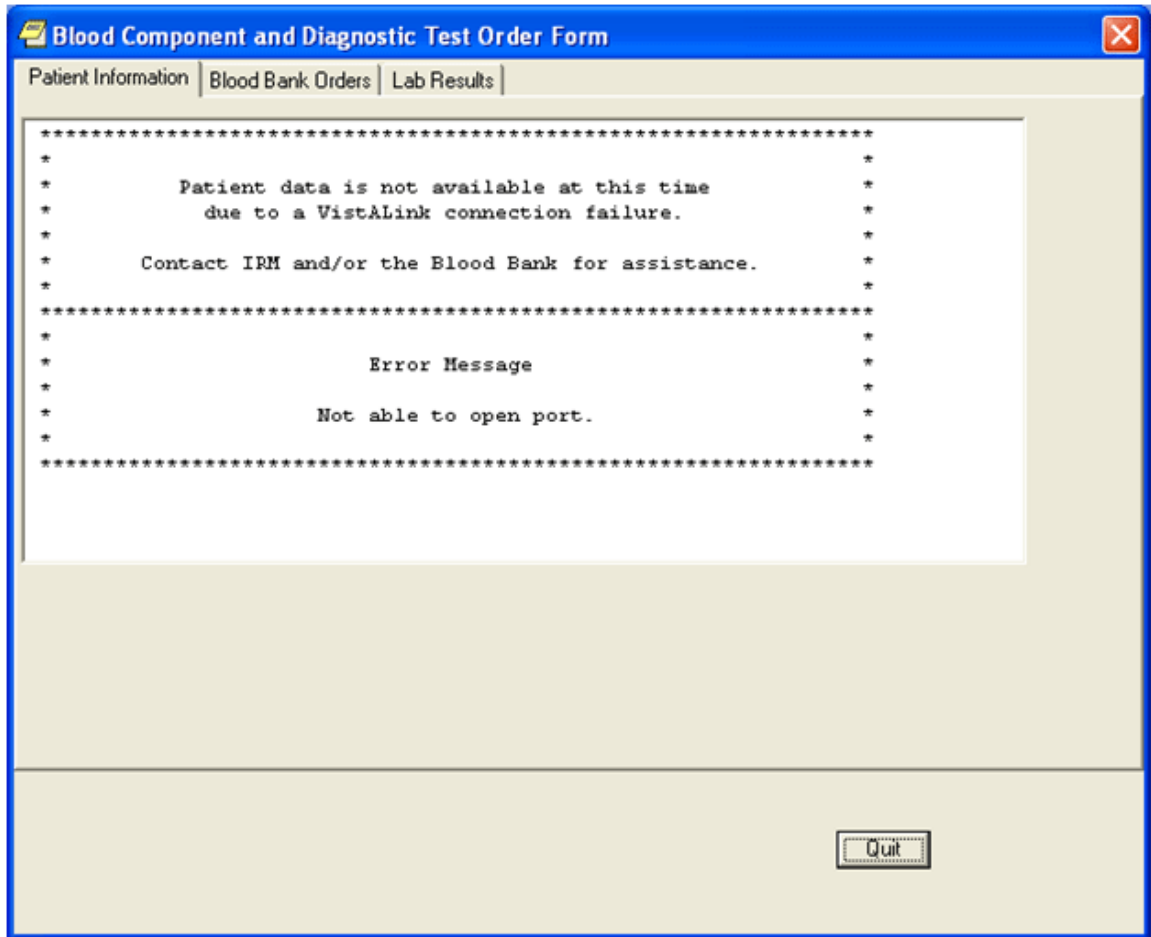 Blood Component and Diagnostic Test Order Form
Patient Information Blood Bank Orders Lab Results
******************************************************************
* *
* Patient data is not available at this time *
* due to a VistALink connection failure. *
* *
* Contact IRM and/or the Blood Bank for assistance. *
* *
******************************************************************
* *
* Error Message *
* *
* Not able to open port. *
* *
******************************************************************
Quit